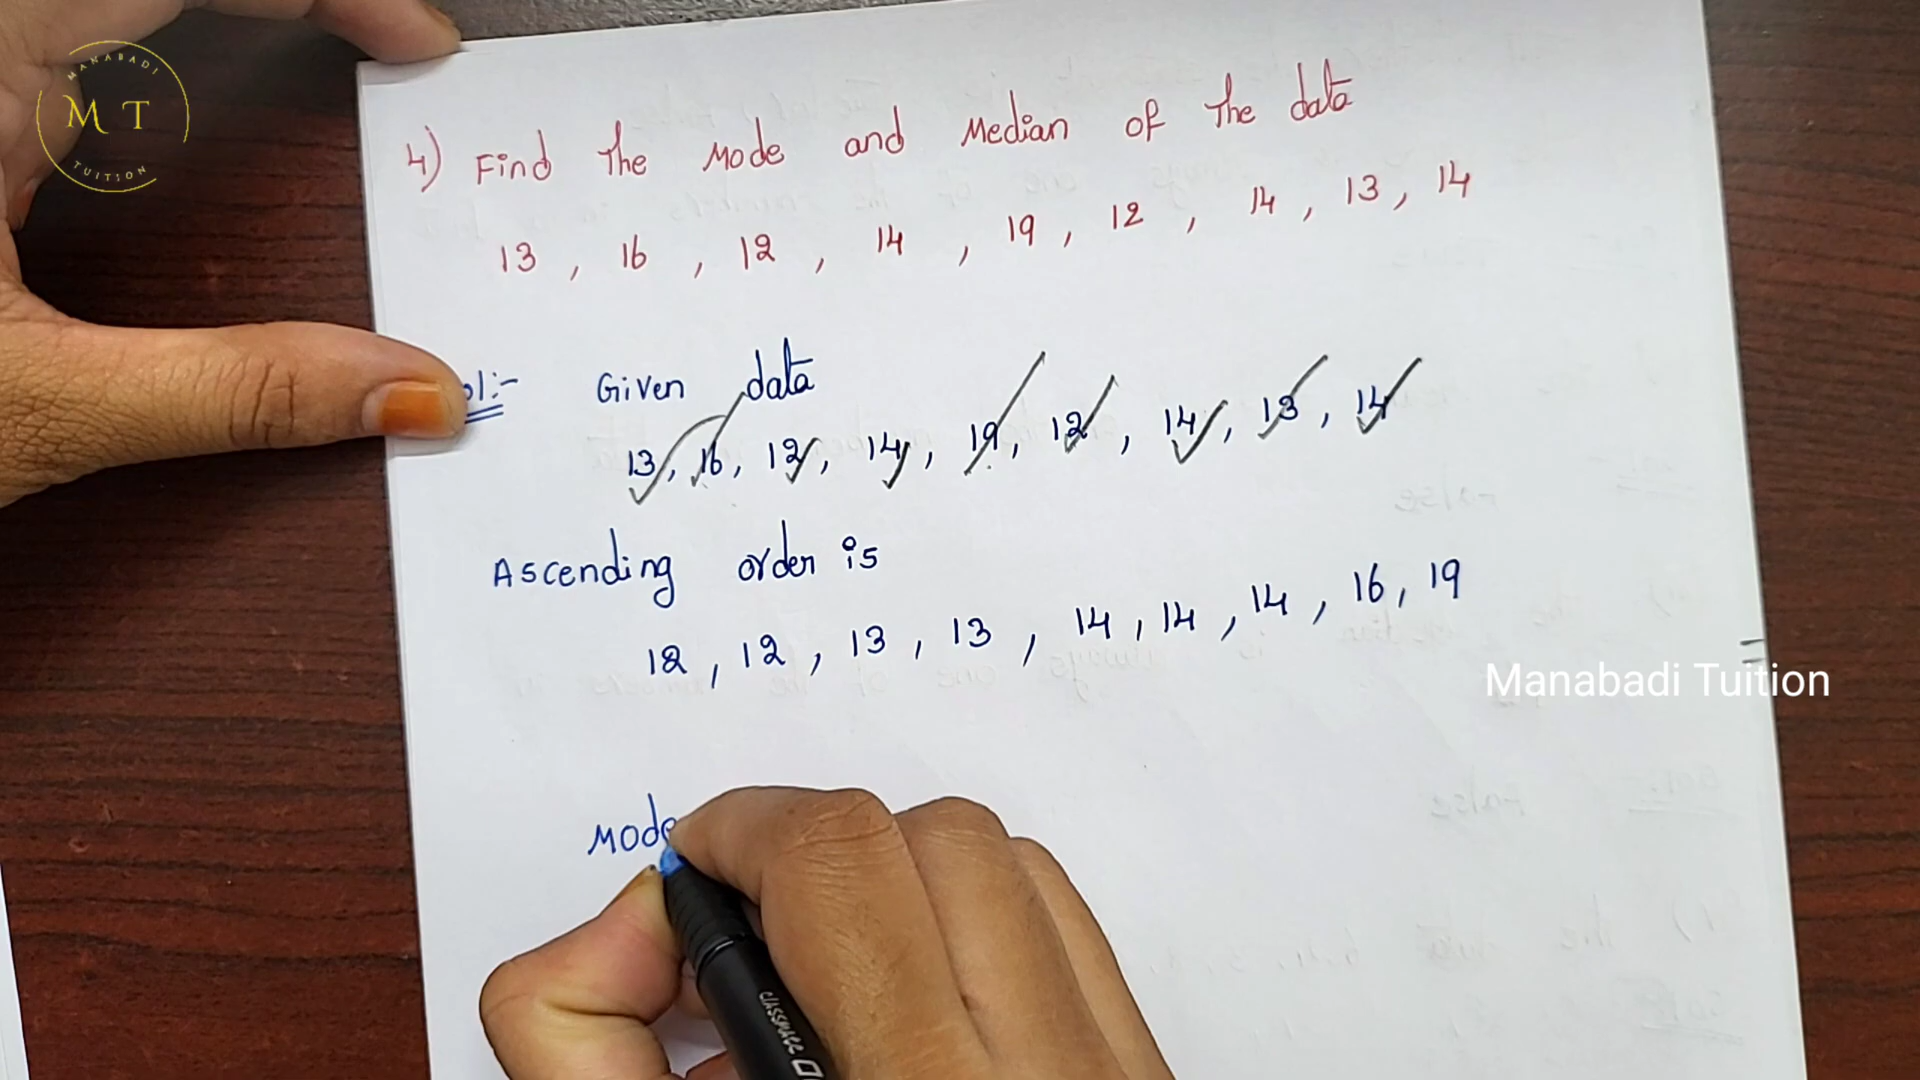 MANABADI
M T
TUITION
4) Find the Mode and Median of the data
13, 16, 12, 14, 19, 12, 14, 13, 14
ol:- Given data
13, 16, 12, 14, 19, 12, 14, 13, 14
Ascending order is
12, 12, 13, 13, 14, 14, 14, 16, 19
Manabadi Tuition
Mode
classmate